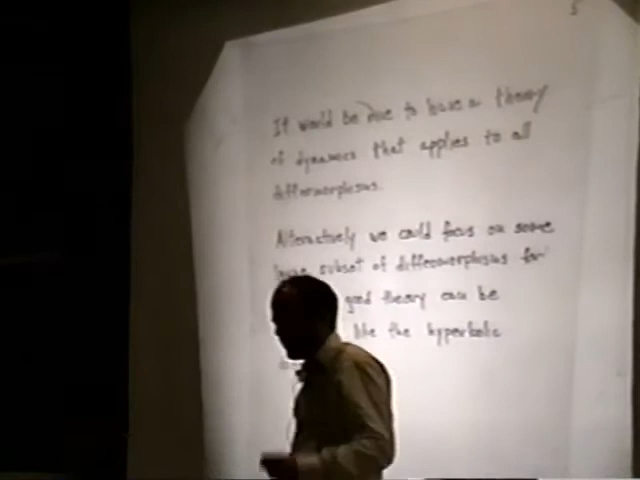 5
It would be nice to have a theory
of dynamics that applies to all
diffeomorphisms.
Alternatively we could focus on some
large subset of diffeomorphisms for
good theory can be
like the hyperbolic